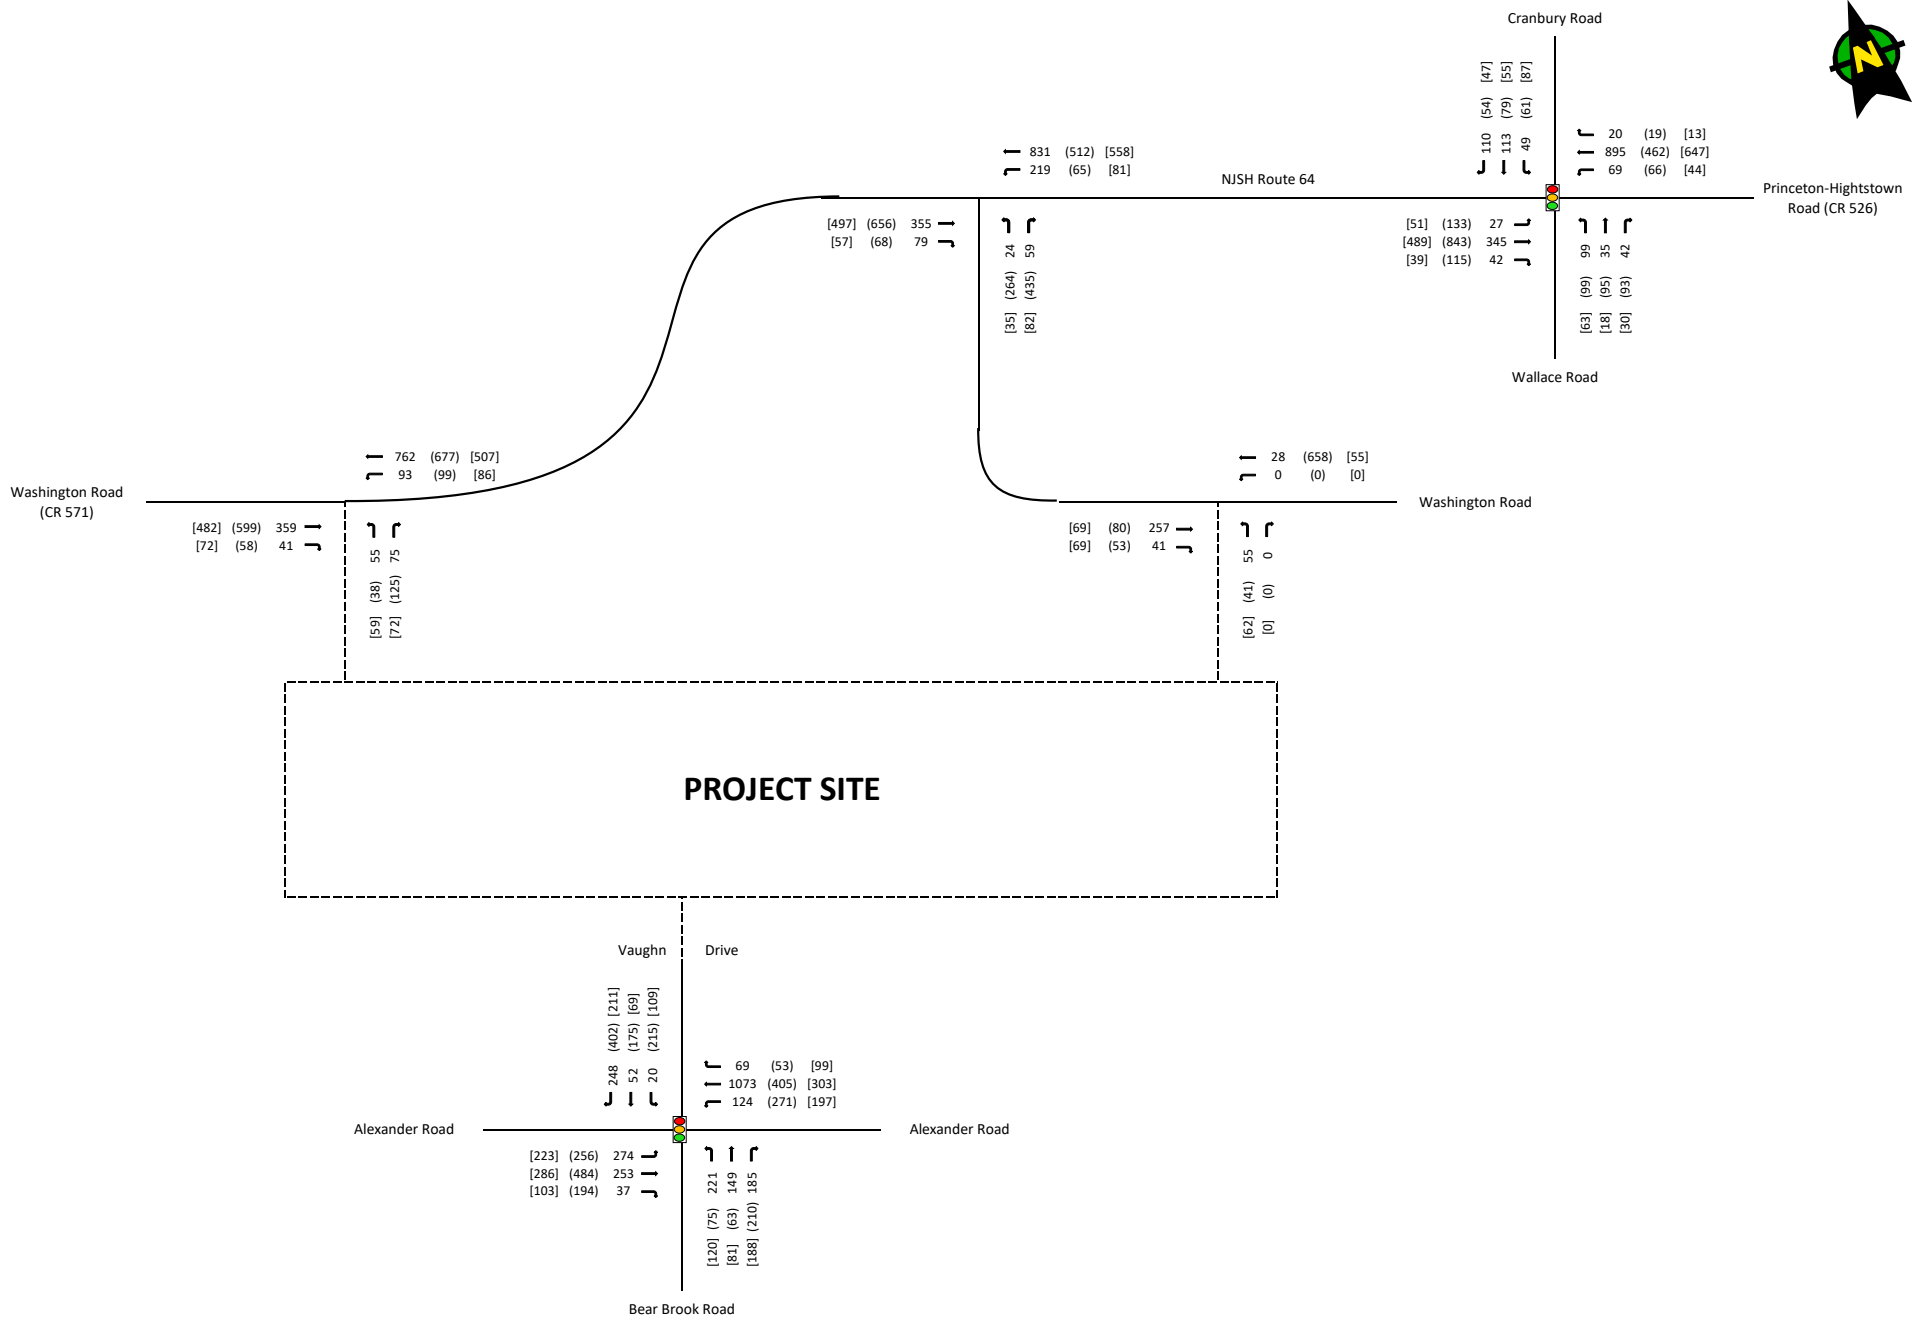 Cranbury Road
N
110 (54) [47]
113 (79) [55]
49 (61) [87]
20 (19) [13]
895 (462) [647]
69 (66) [44]
831 (512) [558]
219 (65) [81]
NJSH Route 64
Princeton-Hightstown
Road (CR 526)
[497] (656) 355
[57] (68) 79
[35] (264) 24
[82] (435) 59
[51] (133) 27
[489] (843) 345
[39] (115) 42
[63] (99) 99
[18] (95) 35
[30] (93) 42
Wallace Road
762 (677) [507]
93 (99) [86]
28 (658) [55]
0 (0) [0]
Washington Road
(CR 571)
Washington Road
[482] (599) 359
[72] (58) 41
[59] (38) 55
[72] (125) 75
[69] (80) 257
[69] (53) 41
[62] (41) 55
[0] (0) 0
PROJECT SITE
Vaughn Drive
248 (402) [211]
52 (175) [69]
20 (215) [109]
69 (53) [99]
1073 (405) [303]
124 (271) [197]
Alexander Road
Alexander Road
[223] (256) 274
[286] (484) 253
[103] (194) 37
[120] (75) 221
[81] (63) 149
[188] (210) 185
Bear Brook Road